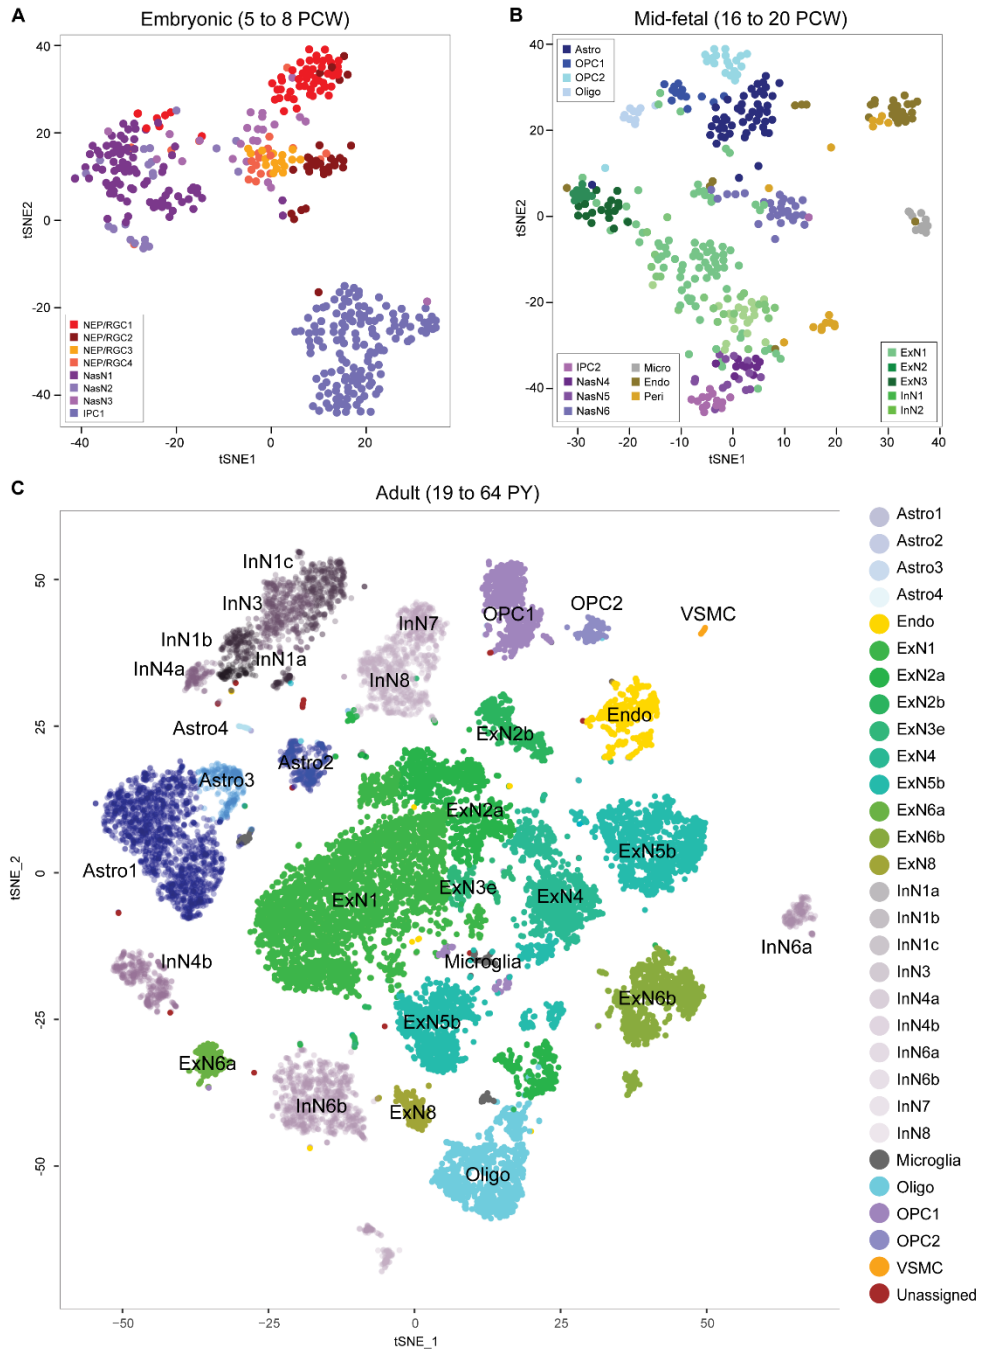 A
Embryonic (5 to 8 PCW)
40
20
0
-20
-40
tSNE2
NEP/RGC1
NEP/RGC2
NEP/RGC3
NEP/RGC4
NasN1
NasN2
NasN3
IPC1
-40
-20
0
20
tSNE1
B
Mid-fetal (16 to 20 PCW)
40
20
0
-20
-40
tSNE2
Astro
OPC1
OPC2
Oligo
IPC2
NasN4
NasN5
NasN6
Micro
Endo
Peri
ExN1
ExN2
ExN3
InN1
InN2
-30
-20
-10
0
10
20
30
40
tSNE1
C
Adult (19 to 64 PY)
50
25
0
-25
-50
tSNE_2
InN1c
InN3
InN1b
InN4a
InN1a
InN7
InN8
OPC1
OPC2
VSMC
Endo
Astro4
Astro2
Astro3
ExN2b
ExN2a
Astro1
ExN1
ExN3e
ExN4
ExN5b
InN6a
InN4b
Microglia
ExN5b
ExN6b
ExN6a
InN6b
ExN8
Oligo
-50
-25
0
25
50
tSNE_1
Astro1
Astro2
Astro3
Astro4
Endo
ExN1
ExN2a
ExN2b
ExN3e
ExN4
ExN5b
ExN6a
ExN6b
ExN8
InN1a
InN1b
InN1c
InN3
InN4a
InN4b
InN6a
InN6b
InN7
InN8
Microglia
Oligo
OPC1
OPC2
VSMC
Unassigned